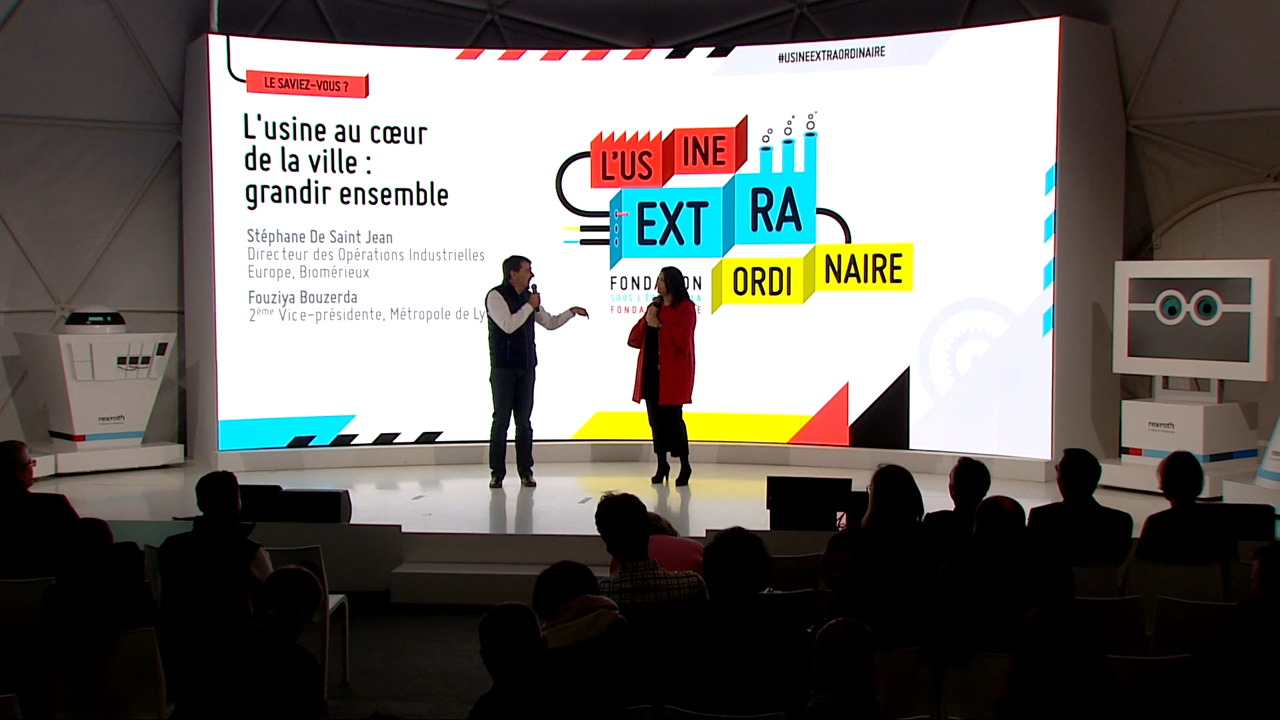 #USINEEXTRAORDINAIRE
LE SAVIEZ-VOUS ?
L'usine au cœur
de la ville :
grandir ensemble
Stéphane De Saint Jean
Directeur des Opérations Industrielles
Europe, Biomérieux
Fouziya Bouzerda
2ème Vice-présidente, Métropole de Ly
L'US INE
EXT RA
ORDI NAIRE
rexroth
rexroth